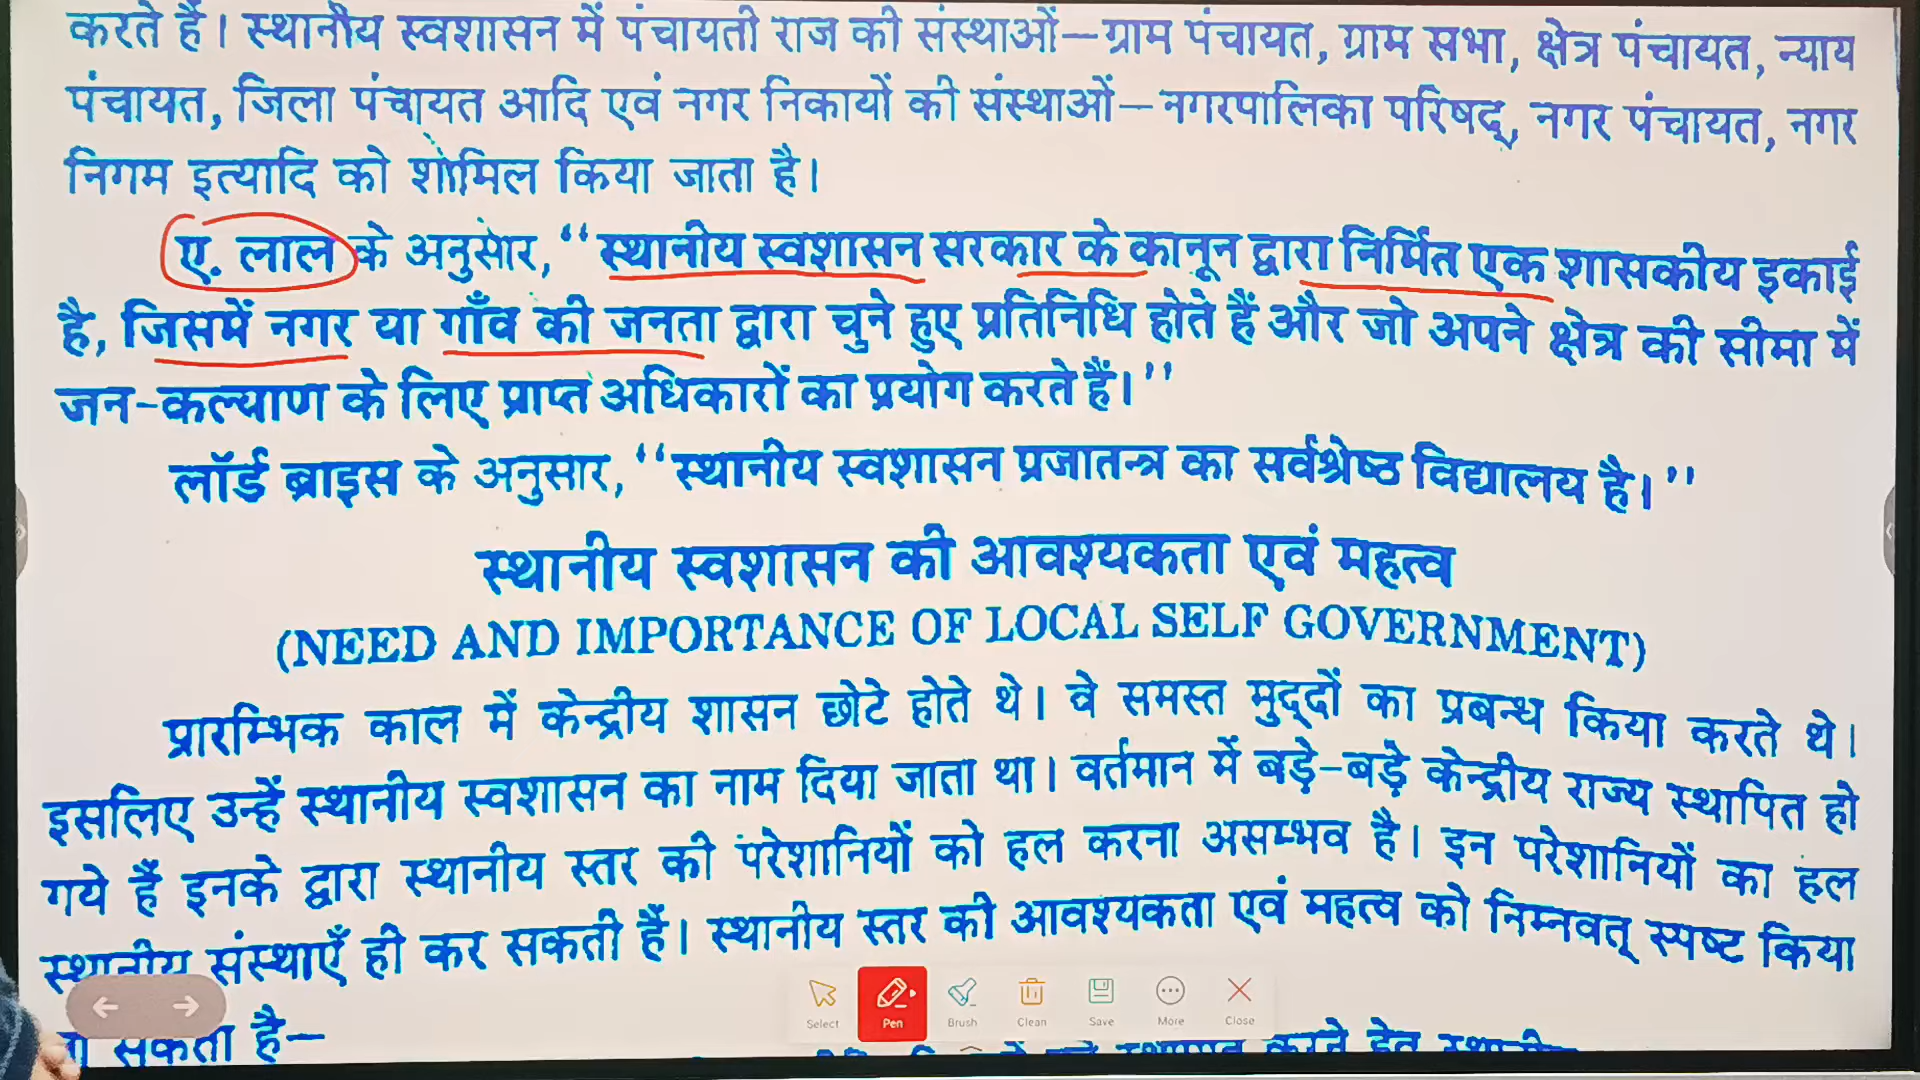 करते हैं। स्थानीय स्वशासन में पंचायती राज की संस्थाओं—ग्राम पंचायत, ग्राम सभा, क्षेत्र पंचायत, न्याय
पंचायत, जिला पंचायत आदि एवं नगर निकायों की संस्थाओं—नगरपालिका परिषद्, नगर पंचायत, नगर
निगम इत्यादि को शामिल किया जाता है।
ए. लाल के अनुसार, “स्थानीय स्वशासन सरकार के कानून द्वारा निर्मित एक शासकीय इकाई
है, जिसमें नगर या गाँव की जनता द्वारा चुने हुए प्रतिनिधि होते हैं और जो अपने क्षेत्र की सीमा में
जन-कल्याण के लिए प्राप्त अधिकारों का प्रयोग करते हैं।”
लॉर्ड ब्राइस के अनुसार, “स्थानीय स्वशासन प्रजातन्त्र का सर्वश्रेष्ठ विद्यालय है।”
स्थानीय स्वशासन की आवश्यकता एवं महत्व
(NEED AND IMPORTANCE OF LOCAL SELF GOVERNMENT)
प्रारम्भिक काल में केन्द्रीय शासन छोटे होते थे। वे समस्त मुद्दों का प्रबन्ध किया करते थे।
इसलिए उन्हें स्थानीय स्वशासन का नाम दिया जाता था। वर्तमान में बड़े-बड़े केन्द्रीय राज्य स्थापित हो
गये हैं इनके द्वारा स्थानीय स्तर की परेशानियों को हल करना असम्भव है। इन परेशानियों का हल
स्थानीय संस्थाएँ ही कर सकती हैं। स्थानीय स्तर की आवश्यकता एवं महत्व को निम्नवत् स्पष्ट किया
सकता है—
Select Pen Brush Clean Save More Close